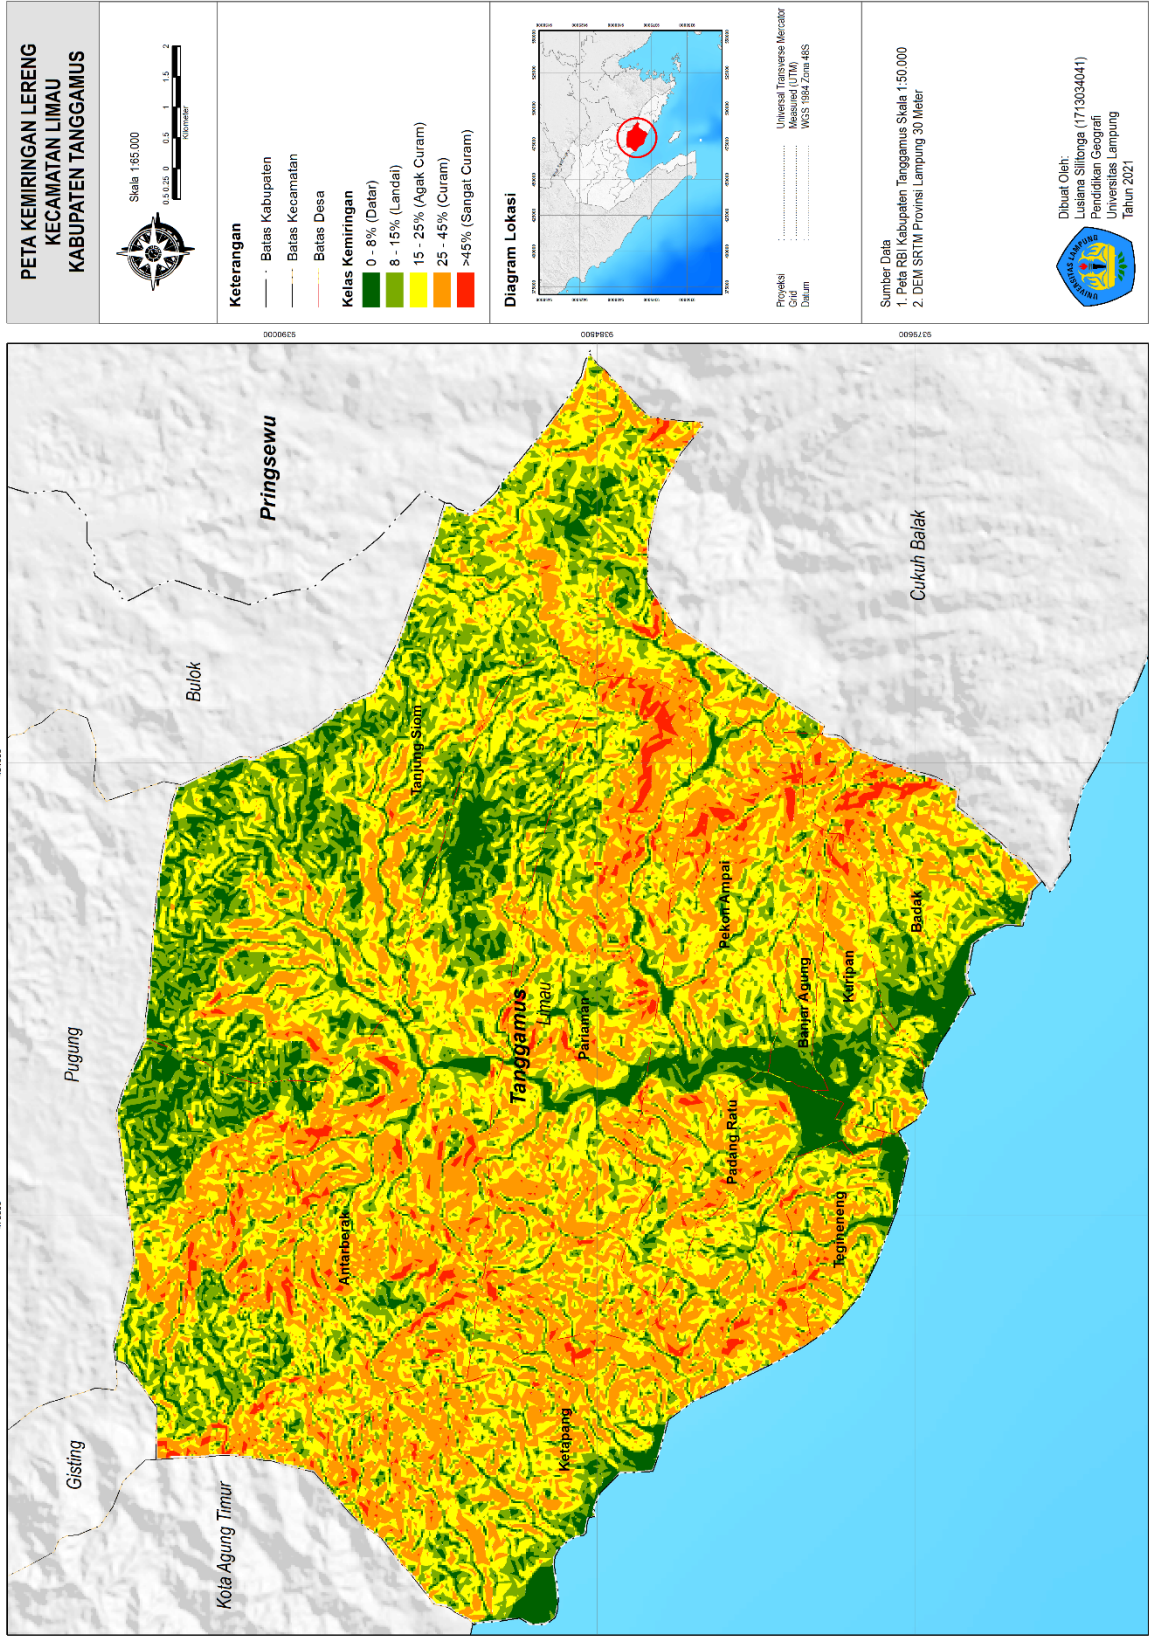 PETA KEMIRINGAN LERENG
KECAMATAN LIMAU
KABUPATEN TANGGAMUS
Skala 1:65.000
0.5 0.25 0 0.5 1 1.5 2
Kilometer
Keterangan
Batas Kabupaten
Batas Kecamatan
Batas Desa
Kelas Kemiringan
0 - 8% (Datar)
8 - 15% (Landai)
15 - 25% (Agak Curam)
25 - 45% (Curam)
>45% (Sangat Curam)
Diagram Lokasi
Proyeksi : Universal Transverse Mercator
Grid : Measured (UTM)
Datum : WGS 1984 Zona 48S
Sumber Data
1. Peta RBI Kabupaten Tanggamus Skala 1:50.000
2. DEM SRTM Provinsi Lampung 30 Meter
UNIVERSITAS LAMPUNG
Dibuat Oleh:
Lusiana Silitonga (1713034041)
Pendidikan Geografi
Universitas Lampung
Tahun 2021
9390000
9384800
9379600
Gisting
Pugung
Bulok
Pringsewu
Kota Agung Timur
Antarberak
Tanjung Siom
Tanggamus
Limau
Ketapang
Pariaman
Padang Ratu
Pekon Ampai
Banjar Agung
Tegineneng
Kuripan
Badak
Cukuh Balak